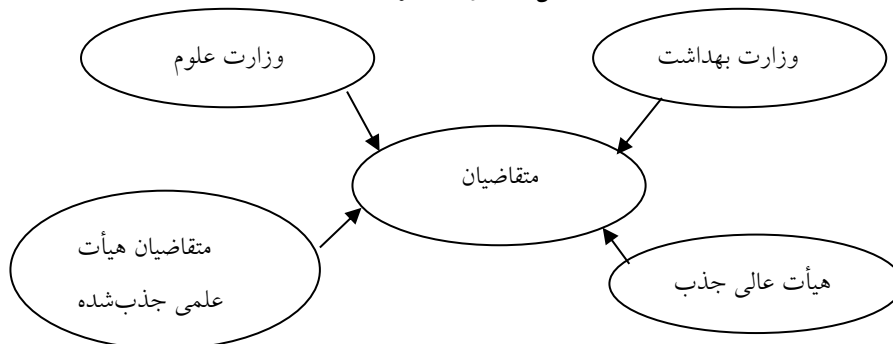 وزارت بهداشت
وزارت علوم
متقاضیان
متقاضیان هیأت
علمی جذب‌شده
هیأت عالی جذب